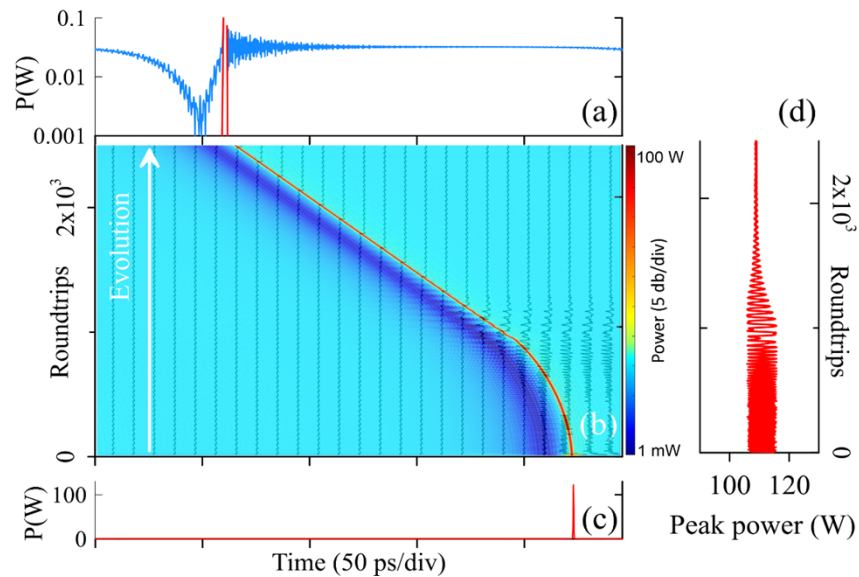 0.1
0.01
0.001
P(W)
(a)
(d)
2x10³
0
Roundtrips
Evolution
(b)
100 W
Power (5 db/div)
1 mW
2x10³
Roundtrips
0
100
120
Peak power (W)
100
0
P(W)
(c)
Time (50 ps/div)